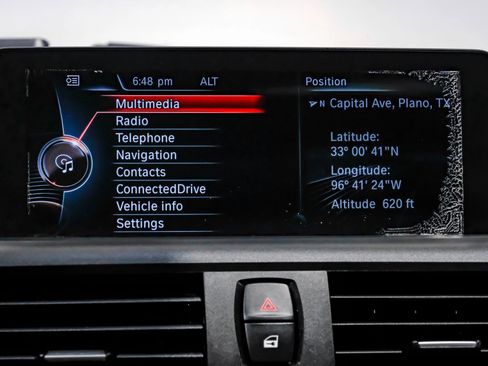 6:48 pm ALT
Multimedia
Radio
Telephone
Navigation
Contacts
ConnectedDrive
Vehicle info
Settings
Position
N Capital Ave, Plano, TX
Latitude:
33° 00' 41"N
Longitude:
96° 41' 24"W
Altitude 620 ft